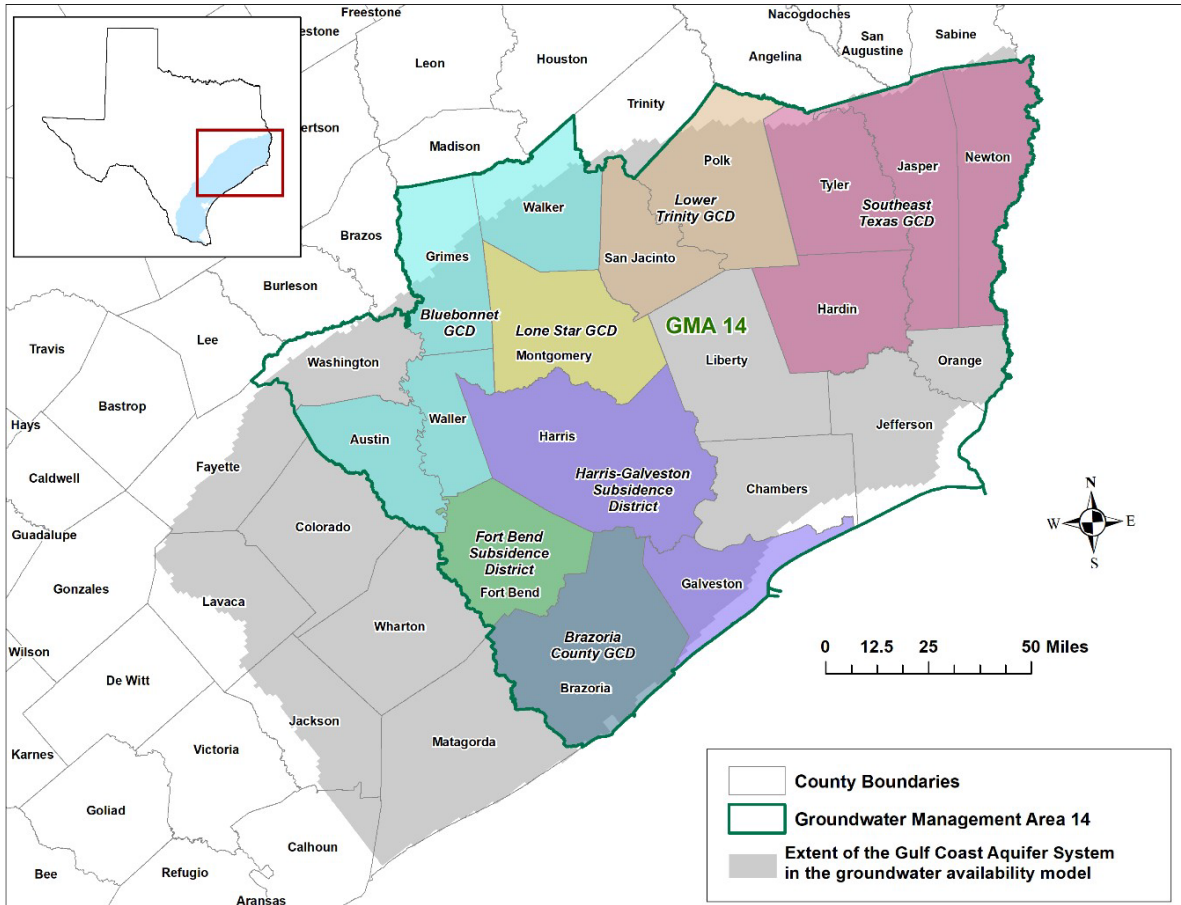 Freestone
Nacogdoches
estone
San
Augustine
Sabine
Leon
Houston
Angelina
Trinity
bertson
Madison
Polk
Jasper
Newton
Walker
Tyler
Lower
Trinity GCD
Southeast
Texas GCD
Brazos
Grimes
San Jacinto
Burleson
Bluebonnet
GCD
Hardin
Lone Star GCD
GMA 14
Lee
Washington
Montgomery
Liberty
Orange
Travis
Bastrop
Waller
Jefferson
Hays
Austin
Harris
Fayette
Harris-Galveston
Subsidence
District
Caldwell
Chambers
N
W
E
S
Colorado
Guadalupe
Fort Bend
Subsidence
District
Gonzales
Fort Bend
Galveston
Lavaca
Wharton
Brazoria
County GCD
0 12.5 25 50 Miles
Wilson
De Witt
Brazoria
Jackson
Matagorda
Karnes
Victoria
County Boundaries
Goliad
Groundwater Management Area 14
Calhoun
Extent of the Gulf Coast Aquifer System
in the groundwater availability model
Bee
Refugio
Aransas